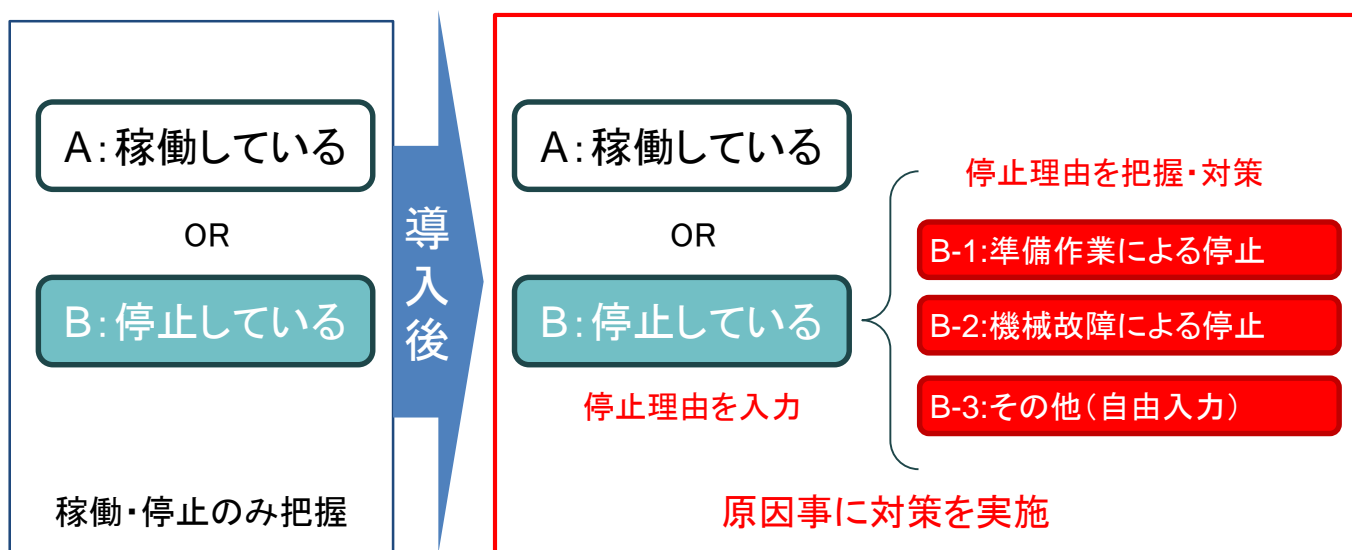 A：稼働している
OR
B：停止している
稼働・停止のみ把握
導入後
A：稼働している
OR
B：停止している
停止理由を入力
停止理由を把握・対策
B-1:準備作業による停止
B-2:機械故障による停止
B-3:その他（自由入力）
原因事に対策を実施